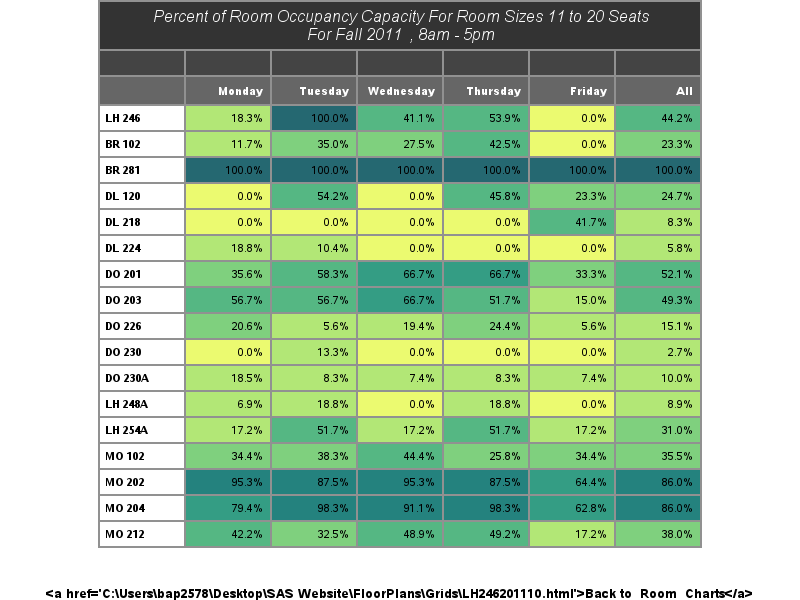 Percent of Room Occupancy Capacity For Room Sizes 11 to 20 Seats
For Fall 2011 , 8am - 5pm
Monday Tuesday Wednesday Thursday Friday All
LH 246 18.3% 100.0% 41.1% 53.9% 0.0% 44.2%
BR 102 11.7% 35.0% 27.5% 42.5% 0.0% 23.3%
BR 281 100.0% 100.0% 100.0% 100.0% 100.0% 100.0%
DL 120 0.0% 54.2% 0.0% 45.8% 23.3% 24.7%
DL 218 0.0% 0.0% 0.0% 0.0% 41.7% 8.3%
DL 224 18.8% 10.4% 0.0% 0.0% 0.0% 5.8%
DO 201 35.6% 58.3% 66.7% 66.7% 33.3% 52.1%
DO 203 56.7% 56.7% 66.7% 51.7% 15.0% 49.3%
DO 226 20.6% 5.6% 19.4% 24.4% 5.6% 15.1%
DO 230 0.0% 13.3% 0.0% 0.0% 0.0% 2.7%
DO 230A 18.5% 8.3% 7.4% 8.3% 7.4% 10.0%
LH 248A 6.9% 18.8% 0.0% 18.8% 0.0% 8.9%
LH 254A 17.2% 51.7% 17.2% 51.7% 17.2% 31.0%
MO 102 34.4% 38.3% 44.4% 25.8% 34.4% 35.5%
MO 202 95.3% 87.5% 95.3% 87.5% 64.4% 86.0%
MO 204 79.4% 98.3% 91.1% 98.3% 62.8% 86.0%
MO 212 42.2% 32.5% 48.9% 49.2% 17.2% 38.0%
<a href='C:\Users\bap2578\Desktop\SAS Website\FloorPlans\Grids\LH246201110.html'>Back to Room Charts</a>